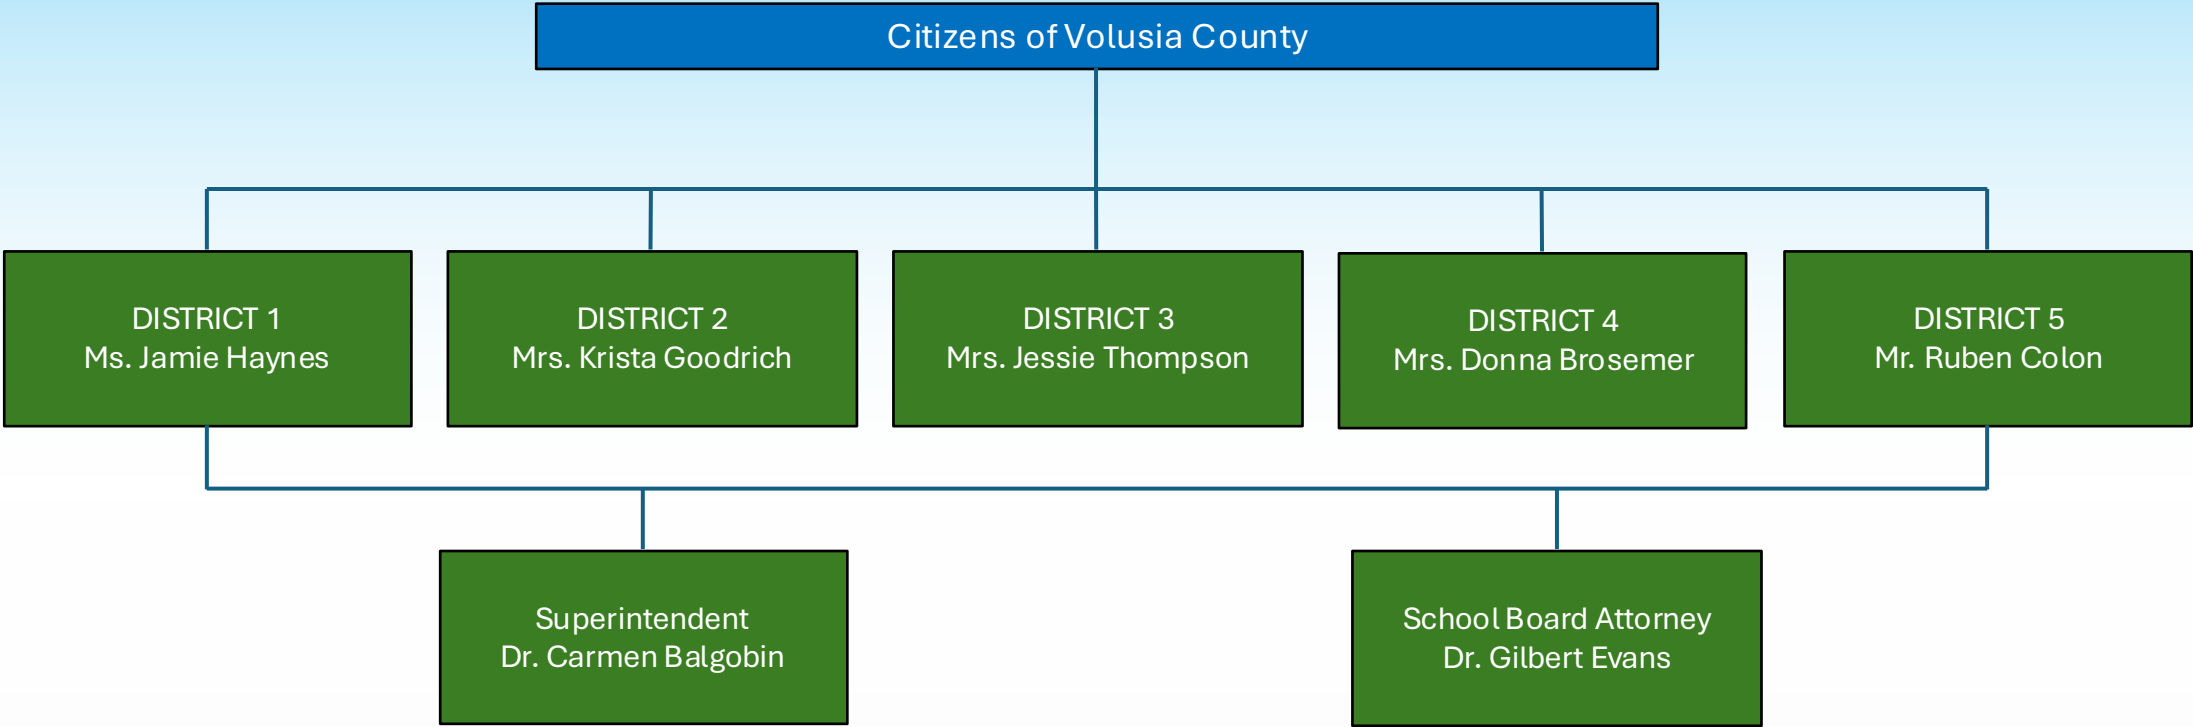 Citizens of Volusia County
DISTRICT 1
Ms. Jamie Haynes
DISTRICT 2
Mrs. Krista Goodrich
DISTRICT 3
Mrs. Jessie Thompson
DISTRICT 4
Mrs. Donna Brosemer
DISTRICT 5
Mr. Ruben Colon
Superintendent
Dr. Carmen Balgobin
School Board Attorney
Dr. Gilbert Evans